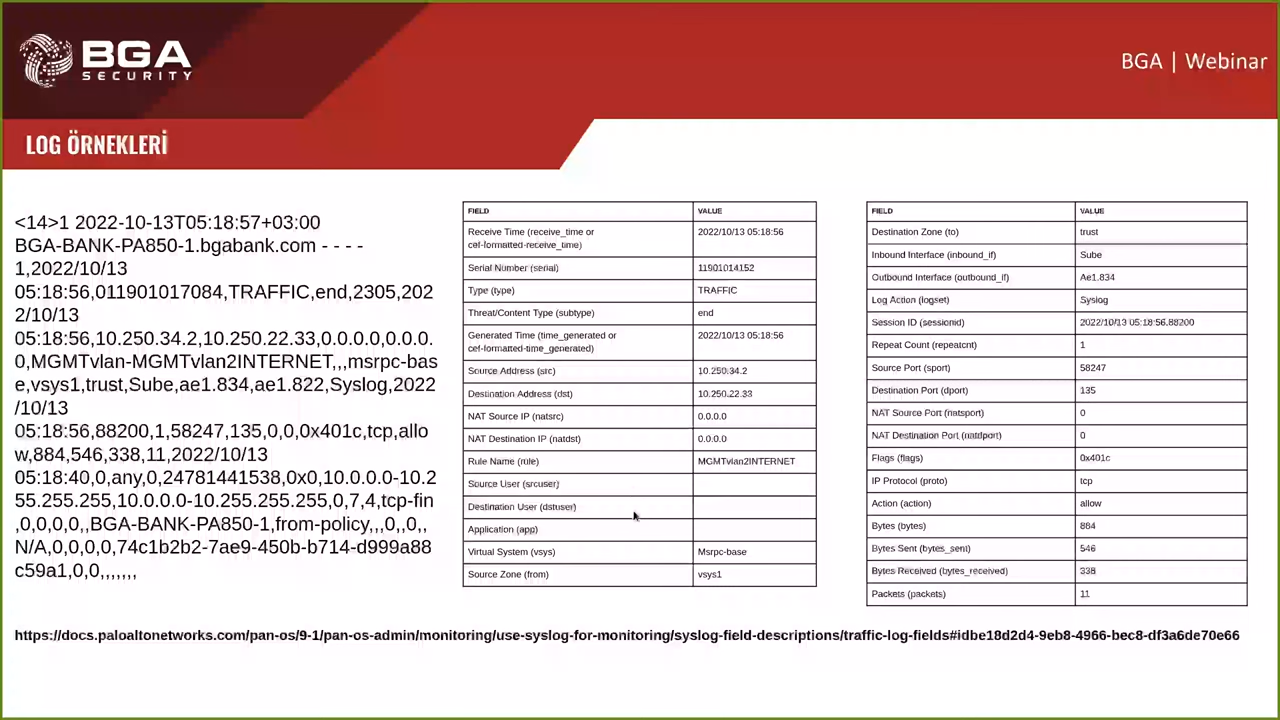 BGA
SECURITY
BGA | Webinar
LOG ÖRNEKLERİ
<14>1 2022-10-13T05:18:57+03:00
BGA-BANK-PA850-1.bgabank.com - - - -
1,2022/10/13
05:18:56,011901017084,TRAFFIC,end,2305,202
2/10/13
05:18:56,10.250.34.2,10.250.22.33,0.0.0.0,0.0.0.
0,MGMTvlan-MGMTvlan2INTERNET,,,msrpc-bas
e,vsys1,trust,Sube,ae1.834,ae1.822,Syslog,2022
/10/13
05:18:56,88200,1,58247,135,0,0,0x401c,tcp,allo
w,884,546,338,11,2022/10/13
05:18:40,0,any,0,24781441538,0x0,10.0.0.0-10.2
55.255.255,10.0.0.0-10.255.255.255,0,7,4,tcp-fin
,0,0,0,0,,BGA-BANK-PA850-1,from-policy,,,0,,0,,
N/A,0,0,0,0,74c1b2b2-7ae9-450b-b714-d999a88
c59a1,0,0,,,,,,,
FIELD VALUE
Receive Time (receive_time or 2022/10/13 05:18:56
cef-formatted-receive_time)
Serial Number (serial) 11901014152
Type (type) TRAFFIC
Threat/Content Type (subtype) end
Generated Time (time_generated or 2022/10/13 05:18:56
cef-formatted-time_generated)
Source Address (src) 10.250.34.2
Destination Address (dst) 10.250.22.33
NAT Source IP (natsrc) 0.0.0.0
NAT Destination IP (natdst) 0.0.0.0
Rule Name (rule) MGMTvlan2INTERNET
Source User (srcuser)
Destination User (dstuser)
Application (app)
Virtual System (vsys) Msrpc-base
Source Zone (from) vsys1
FIELD VALUE
Destination Zone (to) trust
Inbound Interface (inbound_if) Sube
Outbound Interface (outbound_if) Ae1.834
Log Action (logset) Syslog
Session ID (sessionid) 2022/10/13 05:18:56,88200
Repeat Count (repeatcnt) 1
Source Port (sport) 58247
Destination Port (dport) 135
NAT Source Port (natsport) 0
NAT Destination Port (natdport) 0
Flags (flags) 0x401c
IP Protocol (proto) tcp
Action (action) allow
Bytes (bytes) 884
Bytes Sent (bytes_sent) 546
Bytes Received (bytes_received) 338
Packets (packets) 11
https://docs.paloaltonetworks.com/pan-os/9-1/pan-os-admin/monitoring/use-syslog-for-monitoring/syslog-field-descriptions/traffic-log-fields#idbe18d2d4-9eb8-4966-bec8-df3a6de70e66